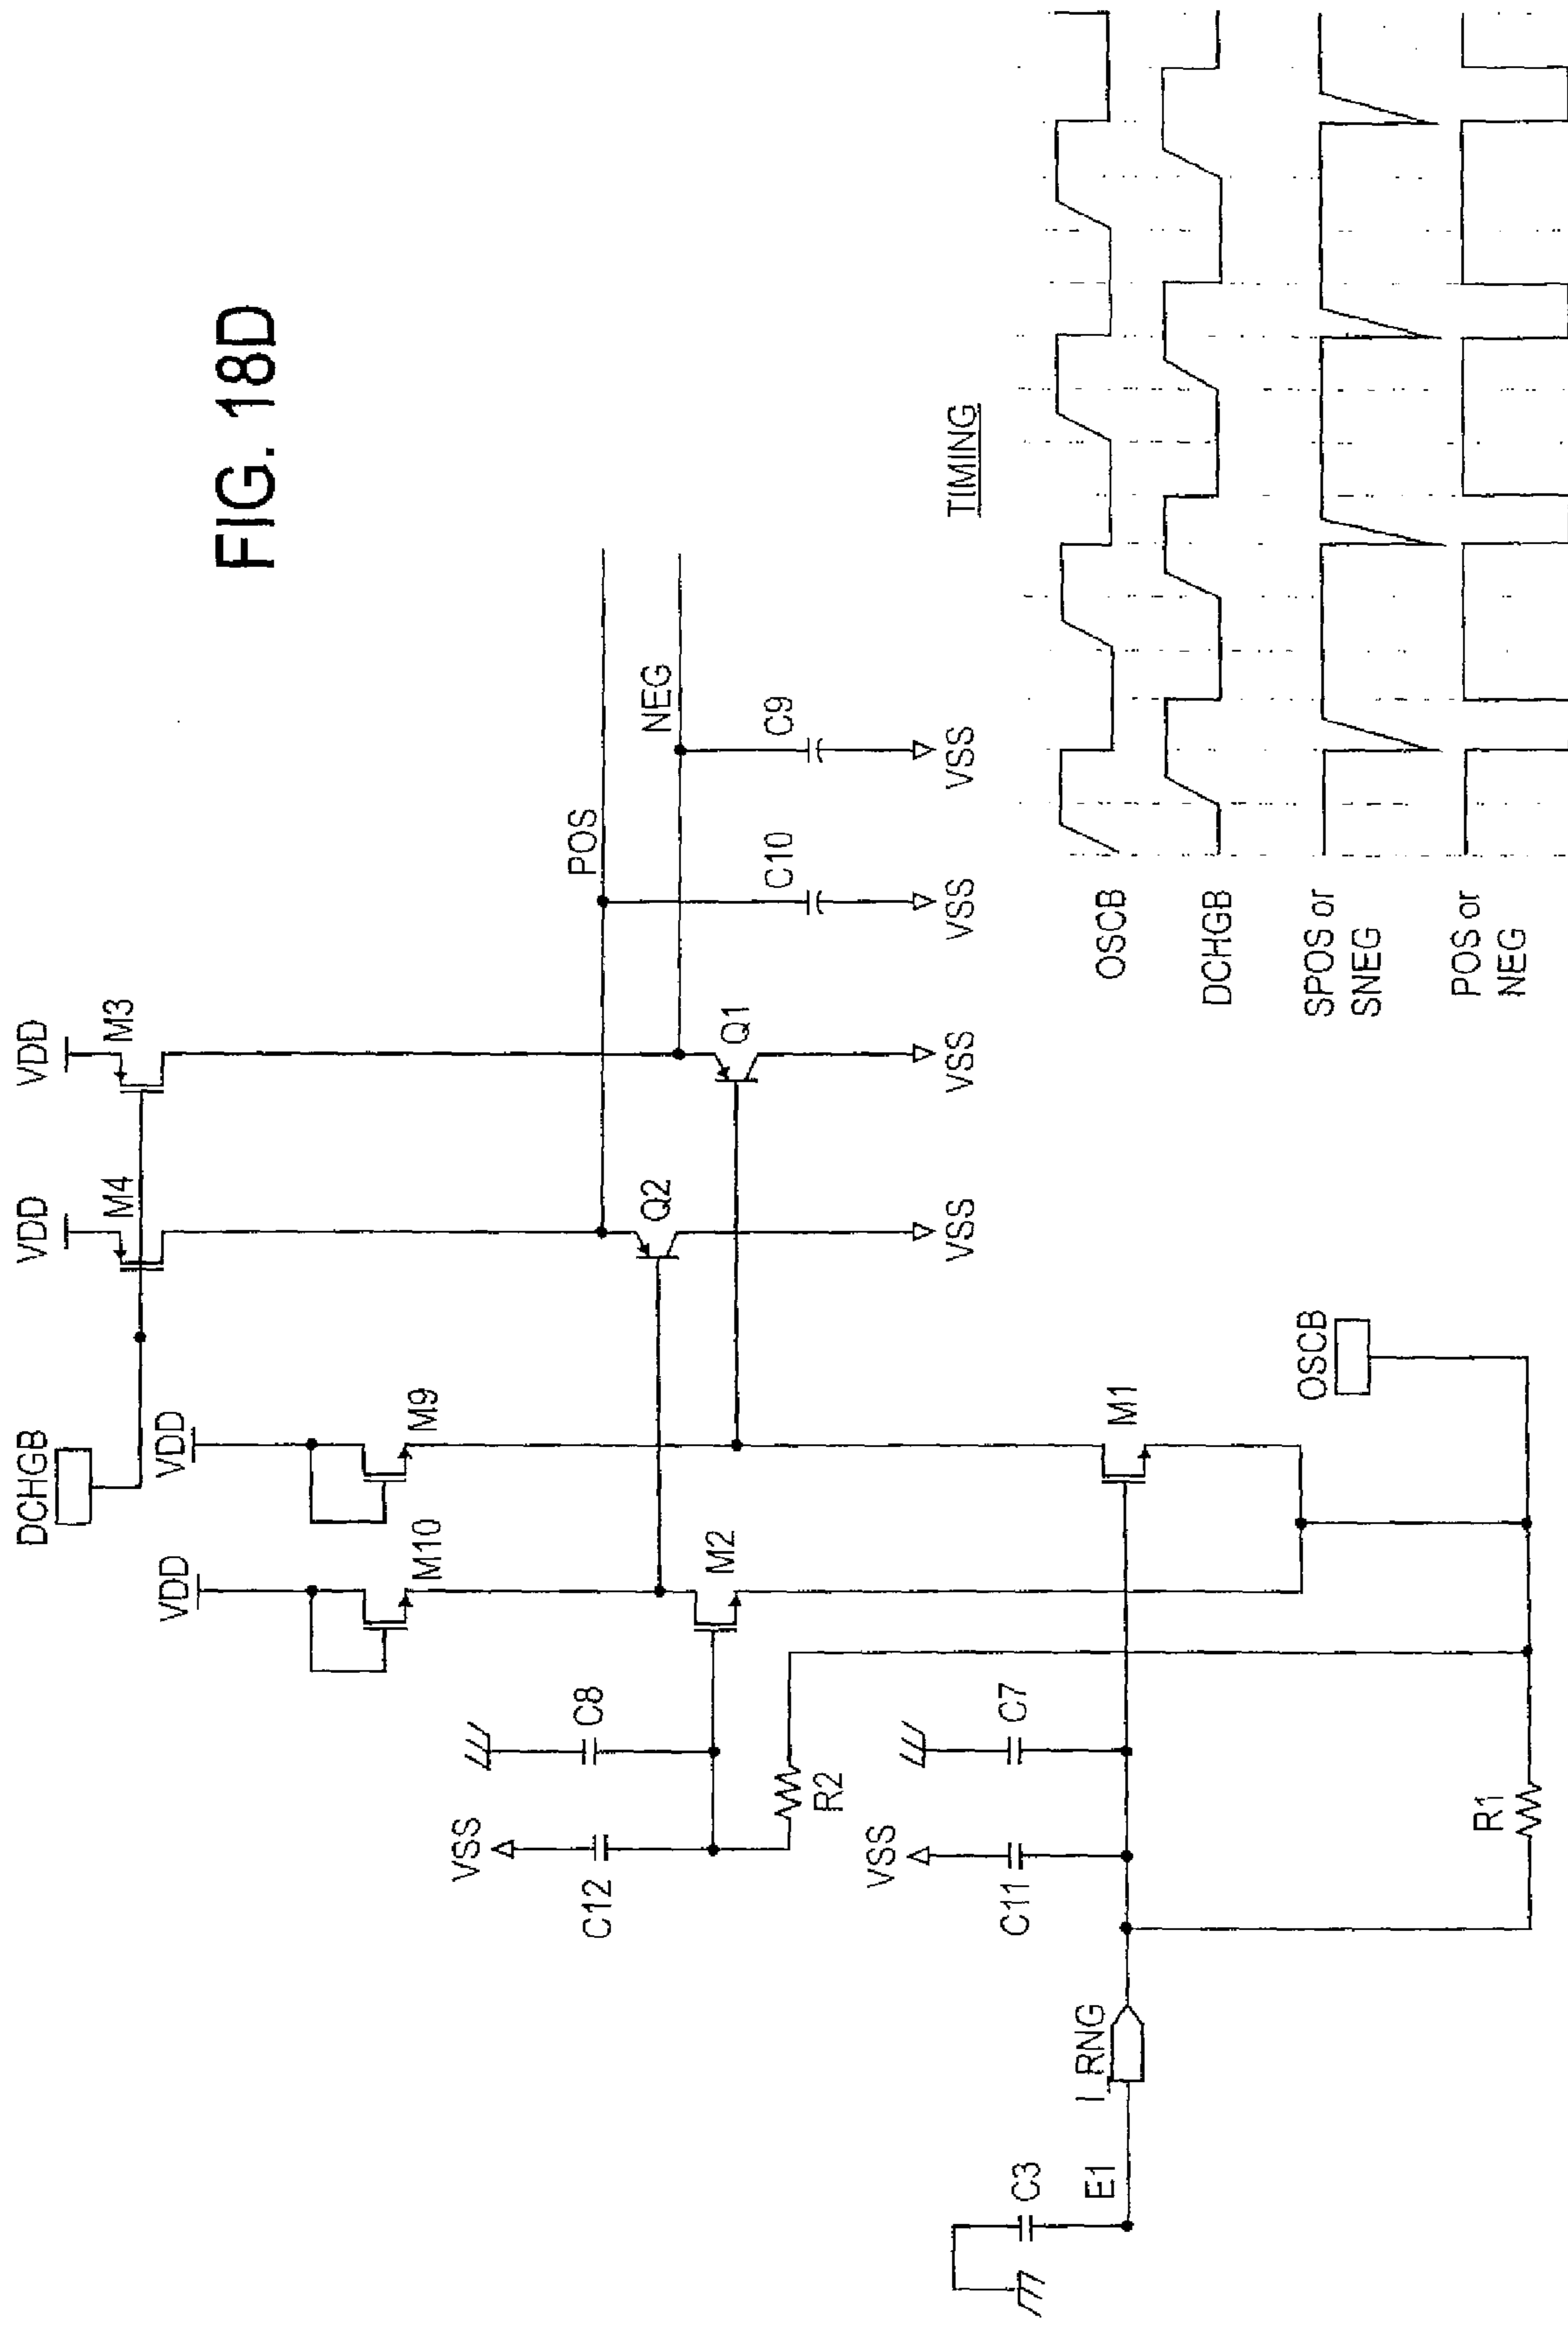 FIG. 18D
DCHGB
VDD
M4
VDD
M3
VDD
M10
VDD
M9
POS
NEG
Q2
Q1
C10
C9
VSS
VSS
VSS
VSS
VSS
C12
C8
M2
R2
VSS
C11
C7
M1
C3
E1
I_RNG
R1
OSCB
TIMING
OSCB
DCHGB
SPOS or
SNEG
POS or
NEG